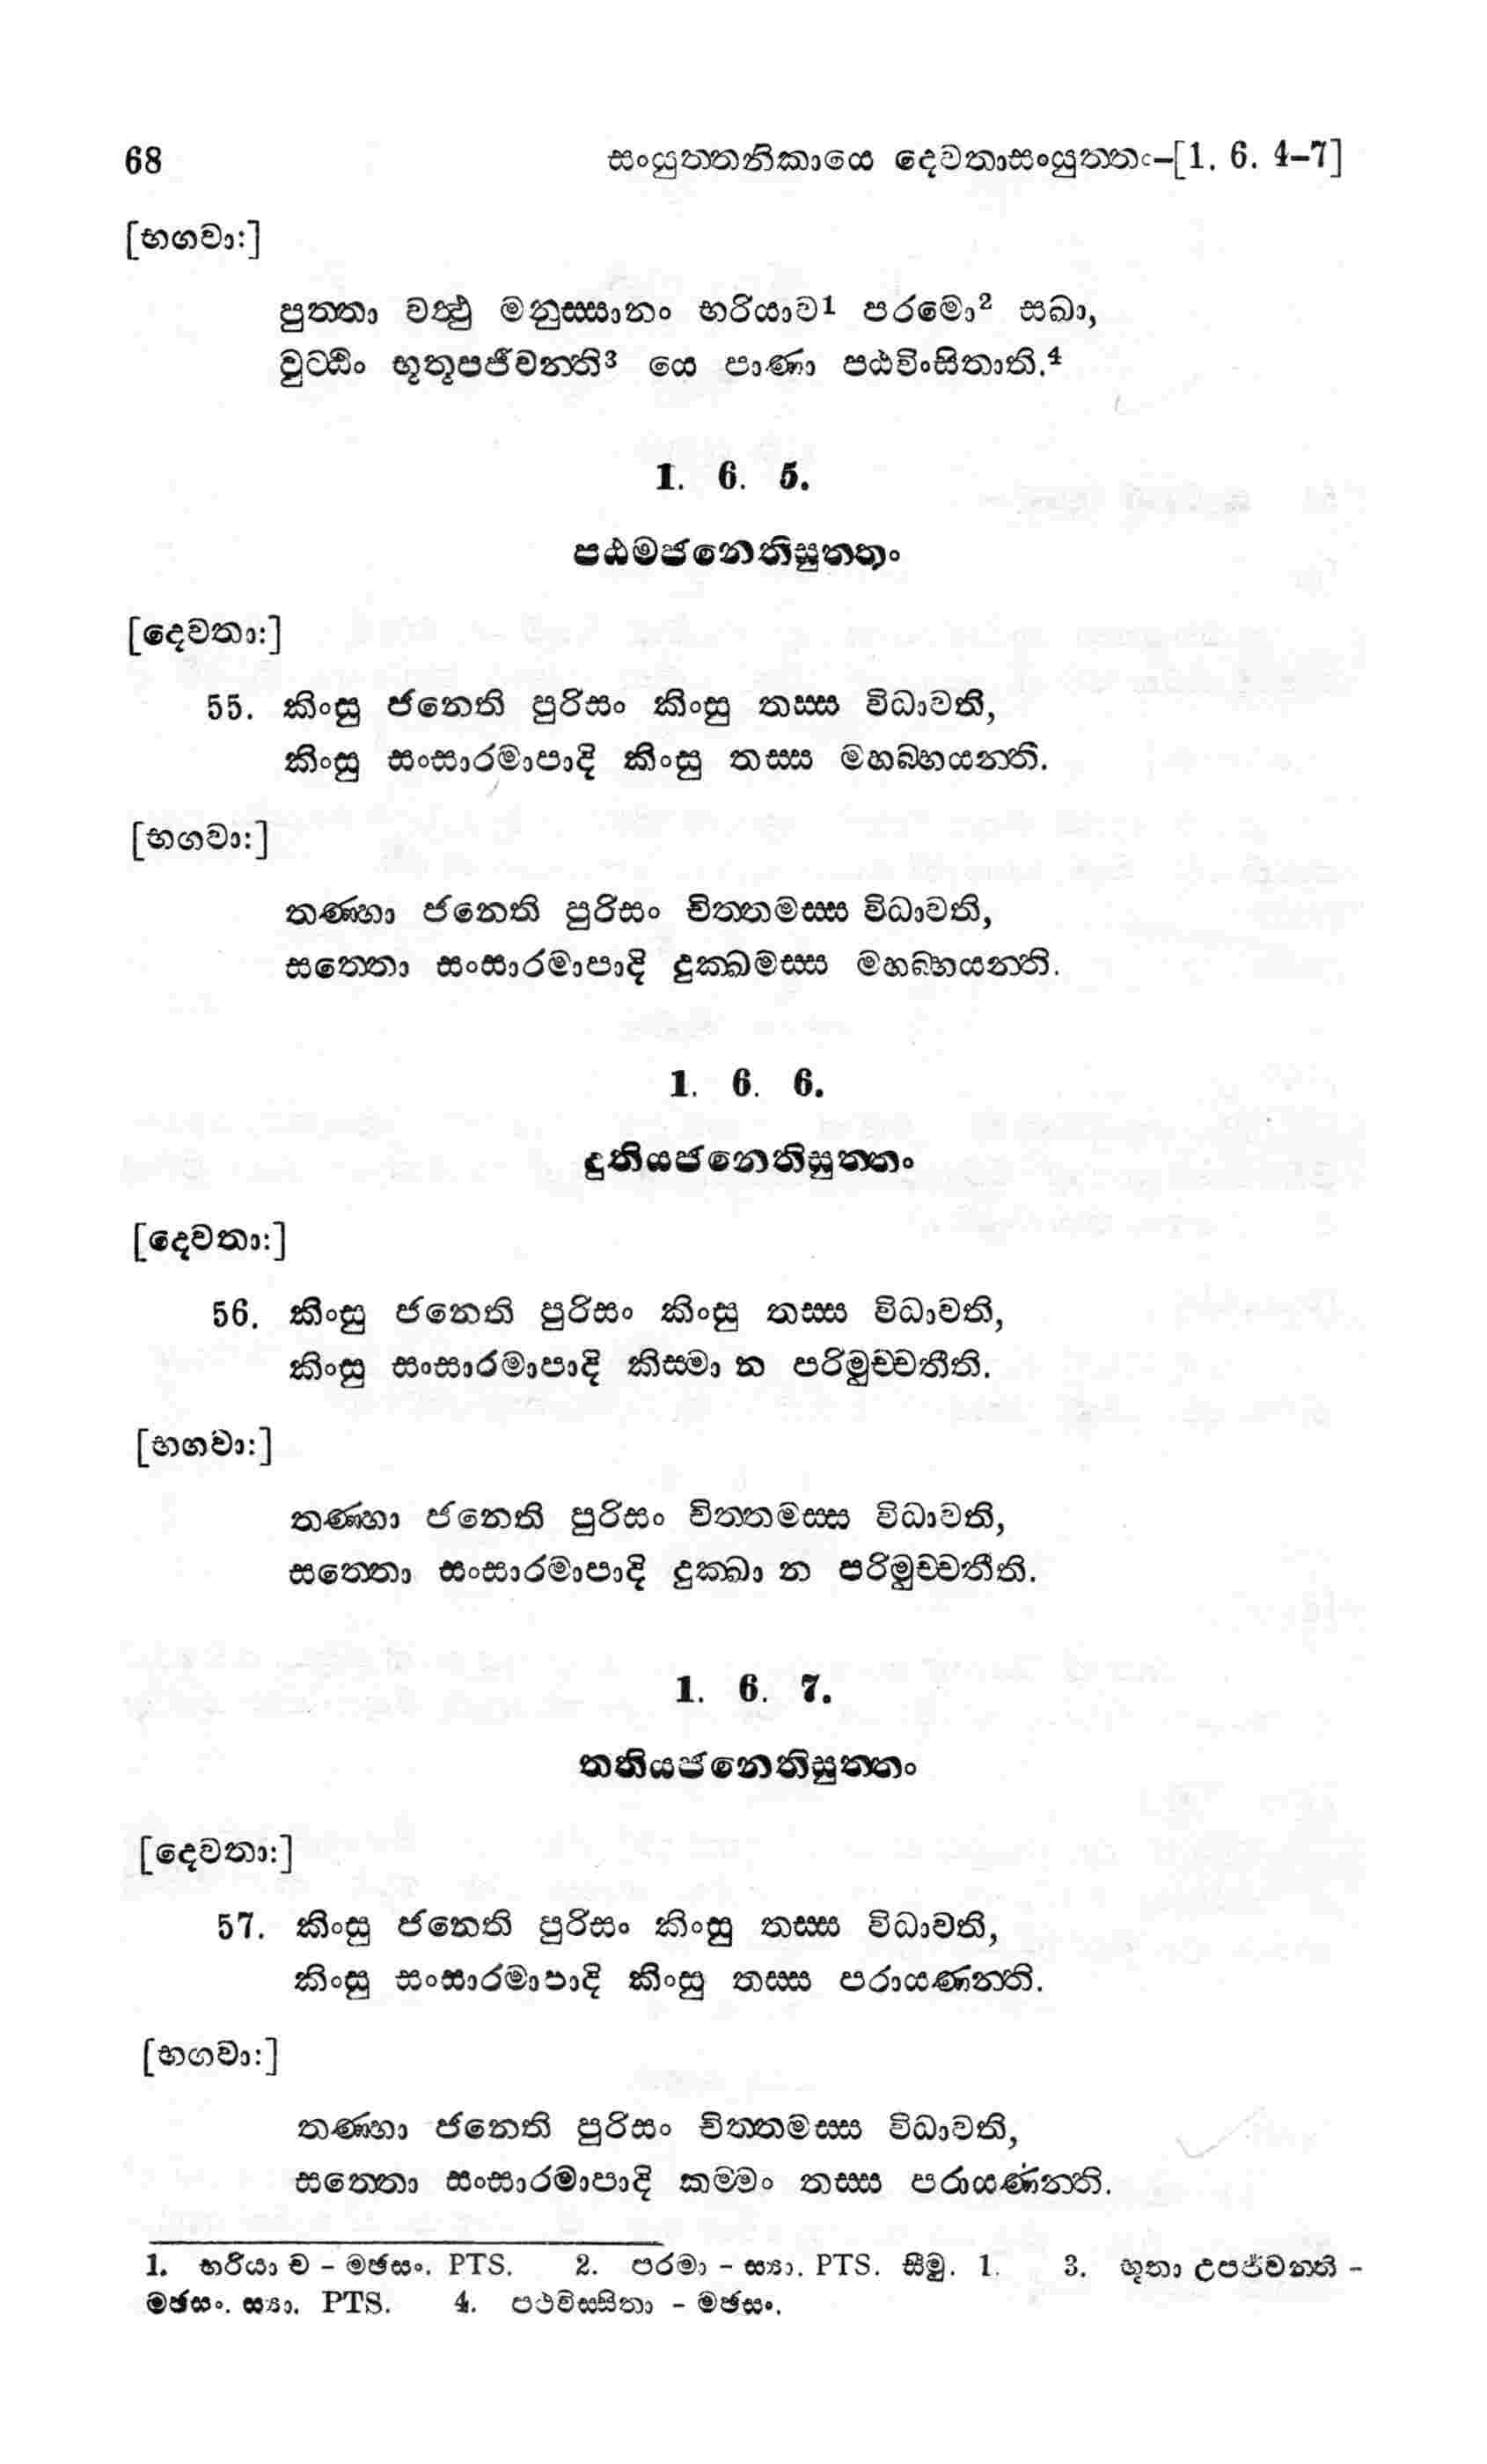 68 සංයුත්තනිකායෙ දෙවතාසංයුත්තං–[1. 6. 4–7]
[භගවා:]
පුත්තා වත්ථු මනුස්සානං භරියාව1 පරමො2 සඛා,
වුට්ඨිං භූතූපජීවන්ති3 යෙ පාණා පඨවිංසිතාති.4
1. 6. 5.
පඨමජනෙතිසුත්තං
[දෙවතා:]
55. කිංසු ජනෙති පුරිසං කිංසු තස්ස විධාවති,
කිංසු සංසාරමාපාදි කිංසු තස්ස මහබ්භයන්ති.
[භගවා:]
තණ්හා ජනෙති පුරිසං චිත්තමස්ස විධාවති,
සත්තො සංසාරමාපාදි දුක්ඛමස්ස මහබ්භයන්ති.
1. 6. 6.
දුතියජනෙතිසුත්තං
[දෙවතා:]
56. කිංසු ජනෙති පුරිසං කිංසු තස්ස විධාවති,
කිංසු සංසාරමාපාදි කිස්මා න පරිමුච්චතීති.
[භගවා:]
තණ්හා ජනෙති පුරිසං චිත්තමස්ස විධාවති,
සත්තො සංසාරමාපාදි දුක්ඛා න පරිමුච්චතීති.
1. 6. 7.
තතියජනෙතිසුත්තං
[දෙවතා:]
57. කිංසු ජනෙති පුරිසං කිංසු තස්ස විධාවති,
කිංසු සංසාරමාපාදි කිංසු තස්ස පරායණන්ති.
[භගවා:]
තණ්හා ජනෙති පුරිසං චිත්තමස්ස විධාවති,
සත්තො සංසාරමාපාදි කම්මං තස්ස පරායණන්ති.
1. භරියා ච – මඡසං. PTS. 2. පරමා – ස්‍යා. PTS. සීමු. 1. 3. භූතා උපජීවන්ති –
මඡසං. ස්‍යා. PTS. 4. පථවිස්සිතා – මඡසං.